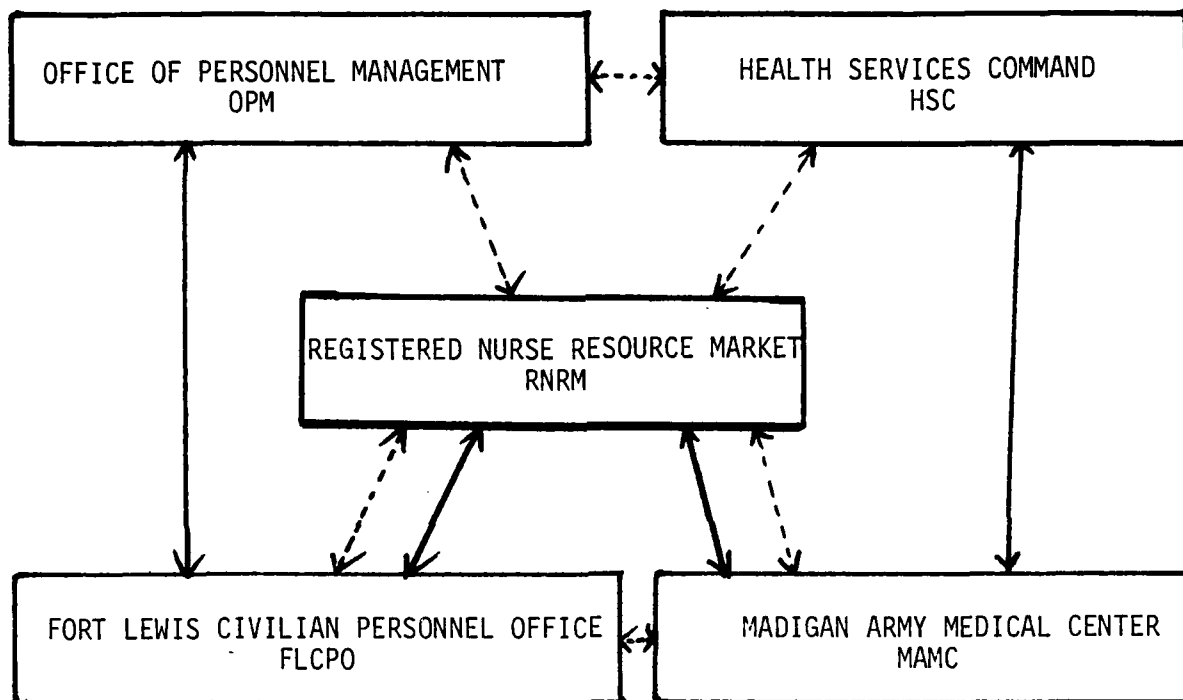 OFFICE OF PERSONNEL MANAGEMENT
OPM
HEALTH SERVICES COMMAND
HSC
REGISTERED NURSE RESOURCE MARKET
RNRM
FORT LEWIS CIVILIAN PERSONNEL OFFICE
FLCPO
MADIGAN ARMY MEDICAL CENTER
MAMC